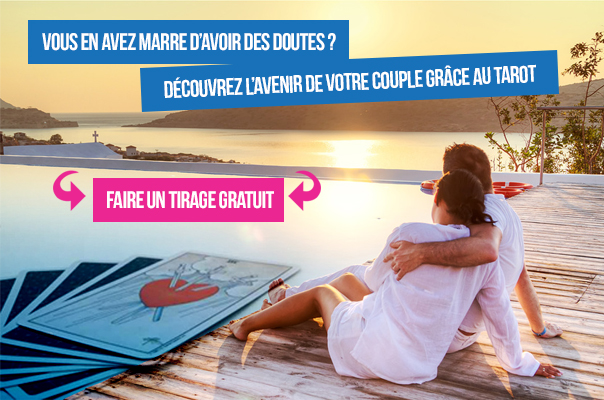 VOUS EN AVEZ MARRE D'AVOIR DES DOUTES ?
DÉCOUVREZ L'AVENIR DE VOTRE COUPLE GRÂCE AU TAROT
FAIRE UN TIRAGE GRATUIT